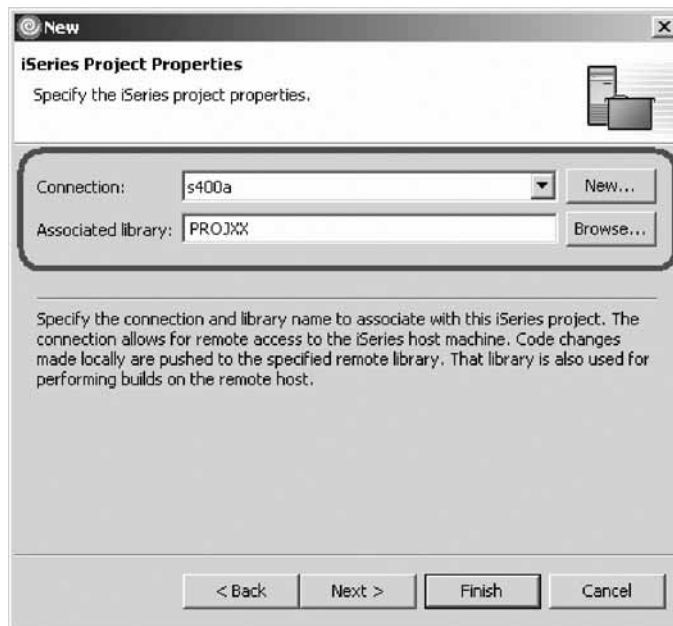 New
iSeries Project Properties
Specify the iSeries project properties.
Connection: s400a New...
Associated library: PROJXX Browse...
Specify the connection and library name to associate with this iSeries project. The
connection allows for remote access to the iSeries host machine. Code changes
made locally are pushed to the specified remote library. That library is also used for
performing builds on the remote host.
< Back Next > Finish Cancel